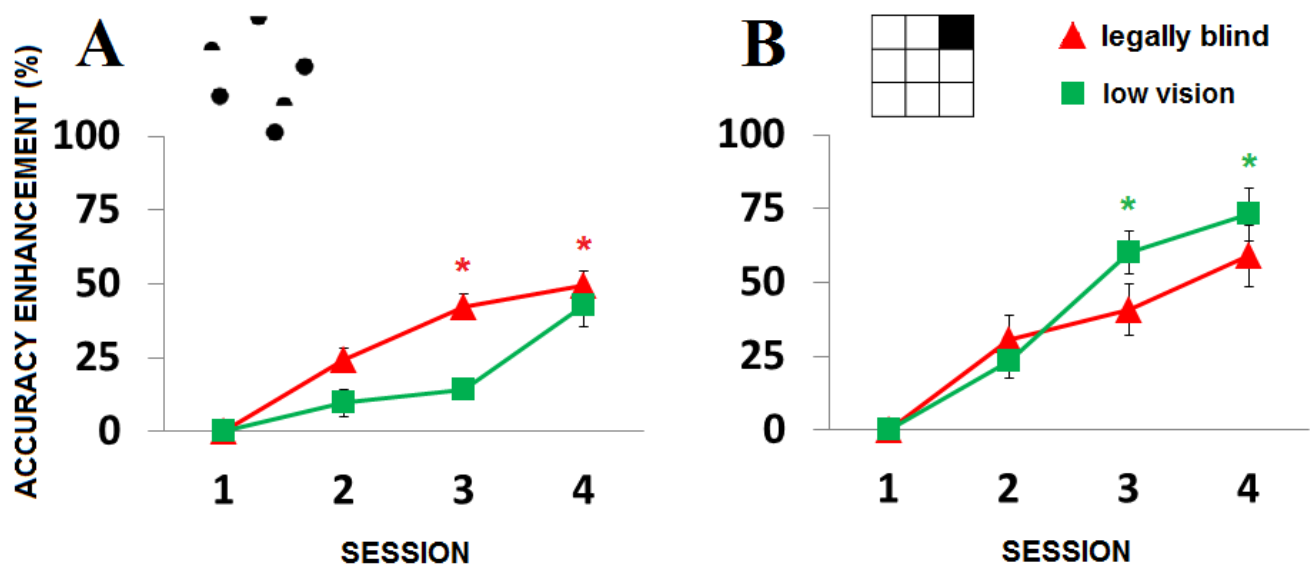 A
ACCURACY ENHANCEMENT (%)
100
75
50
25
0
*
*
1 2 3 4
SESSION
B
legally blind
low vision
100
75
50
25
0
*
*
1 2 3 4
SESSION